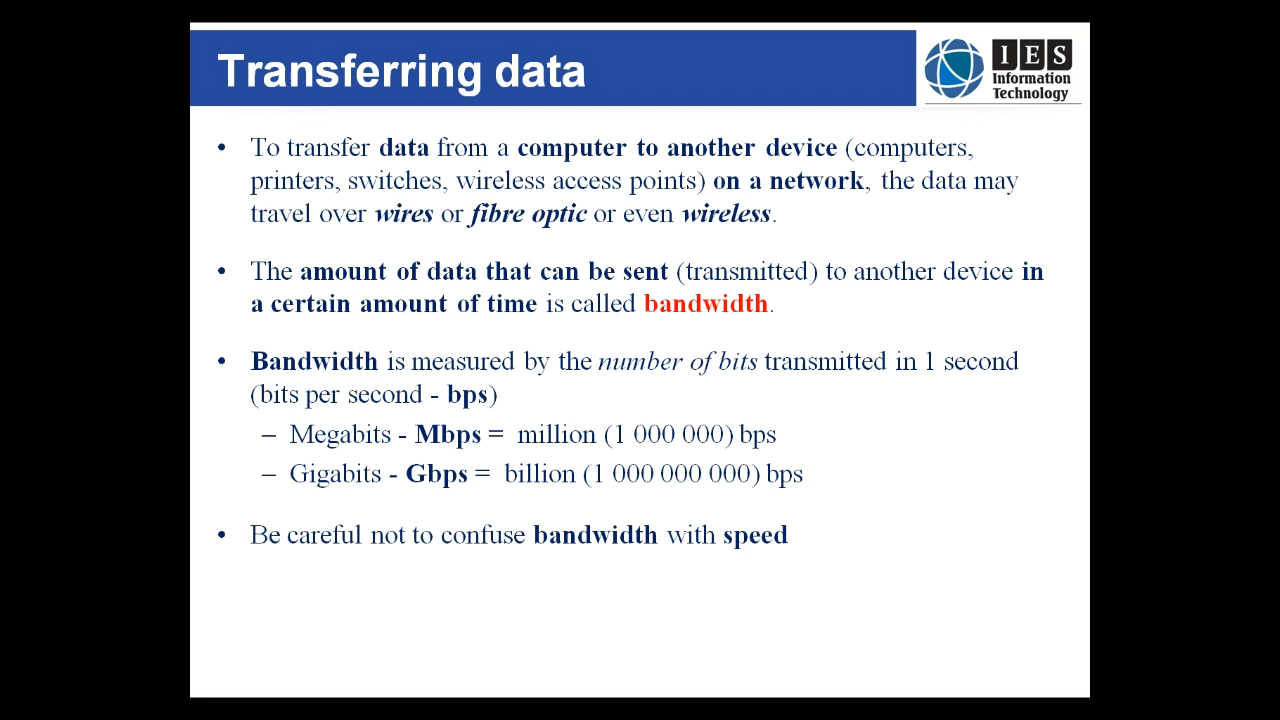 Transferring data
IES
Information
Technology
• To transfer data from a computer to another device (computers,
printers, switches, wireless access points) on a network, the data may
travel over wires or fibre optic or even wireless.
• The amount of data that can be sent (transmitted) to another device in
a certain amount of time is called bandwidth.
• Bandwidth is measured by the number of bits transmitted in 1 second
(bits per second - bps)
– Megabits - Mbps = million (1 000 000) bps
– Gigabits - Gbps = billion (1 000 000 000) bps
• Be careful not to confuse bandwidth with speed